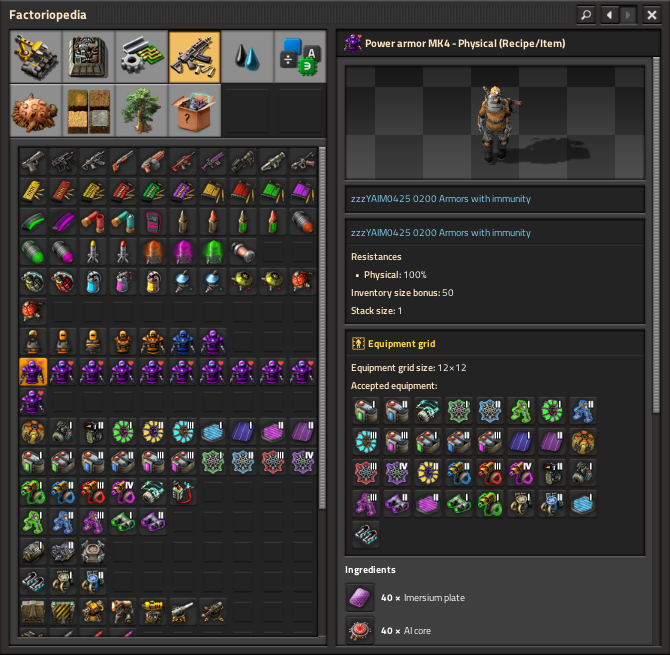 Factoriopedia
Power armor MK4 - Physical (Recipe/Item)
zzzYAIM0425 0200 Armors with immunity
zzzYAIM0425 0200 Armors with immunity
Resistances
• Physical: 100%
Inventory size bonus: 50
Stack size: 1
Equipment grid
Equipment grid size: 12×12
Accepted equipment:
Ingredients
40 × Imersium plate
40 × AI core